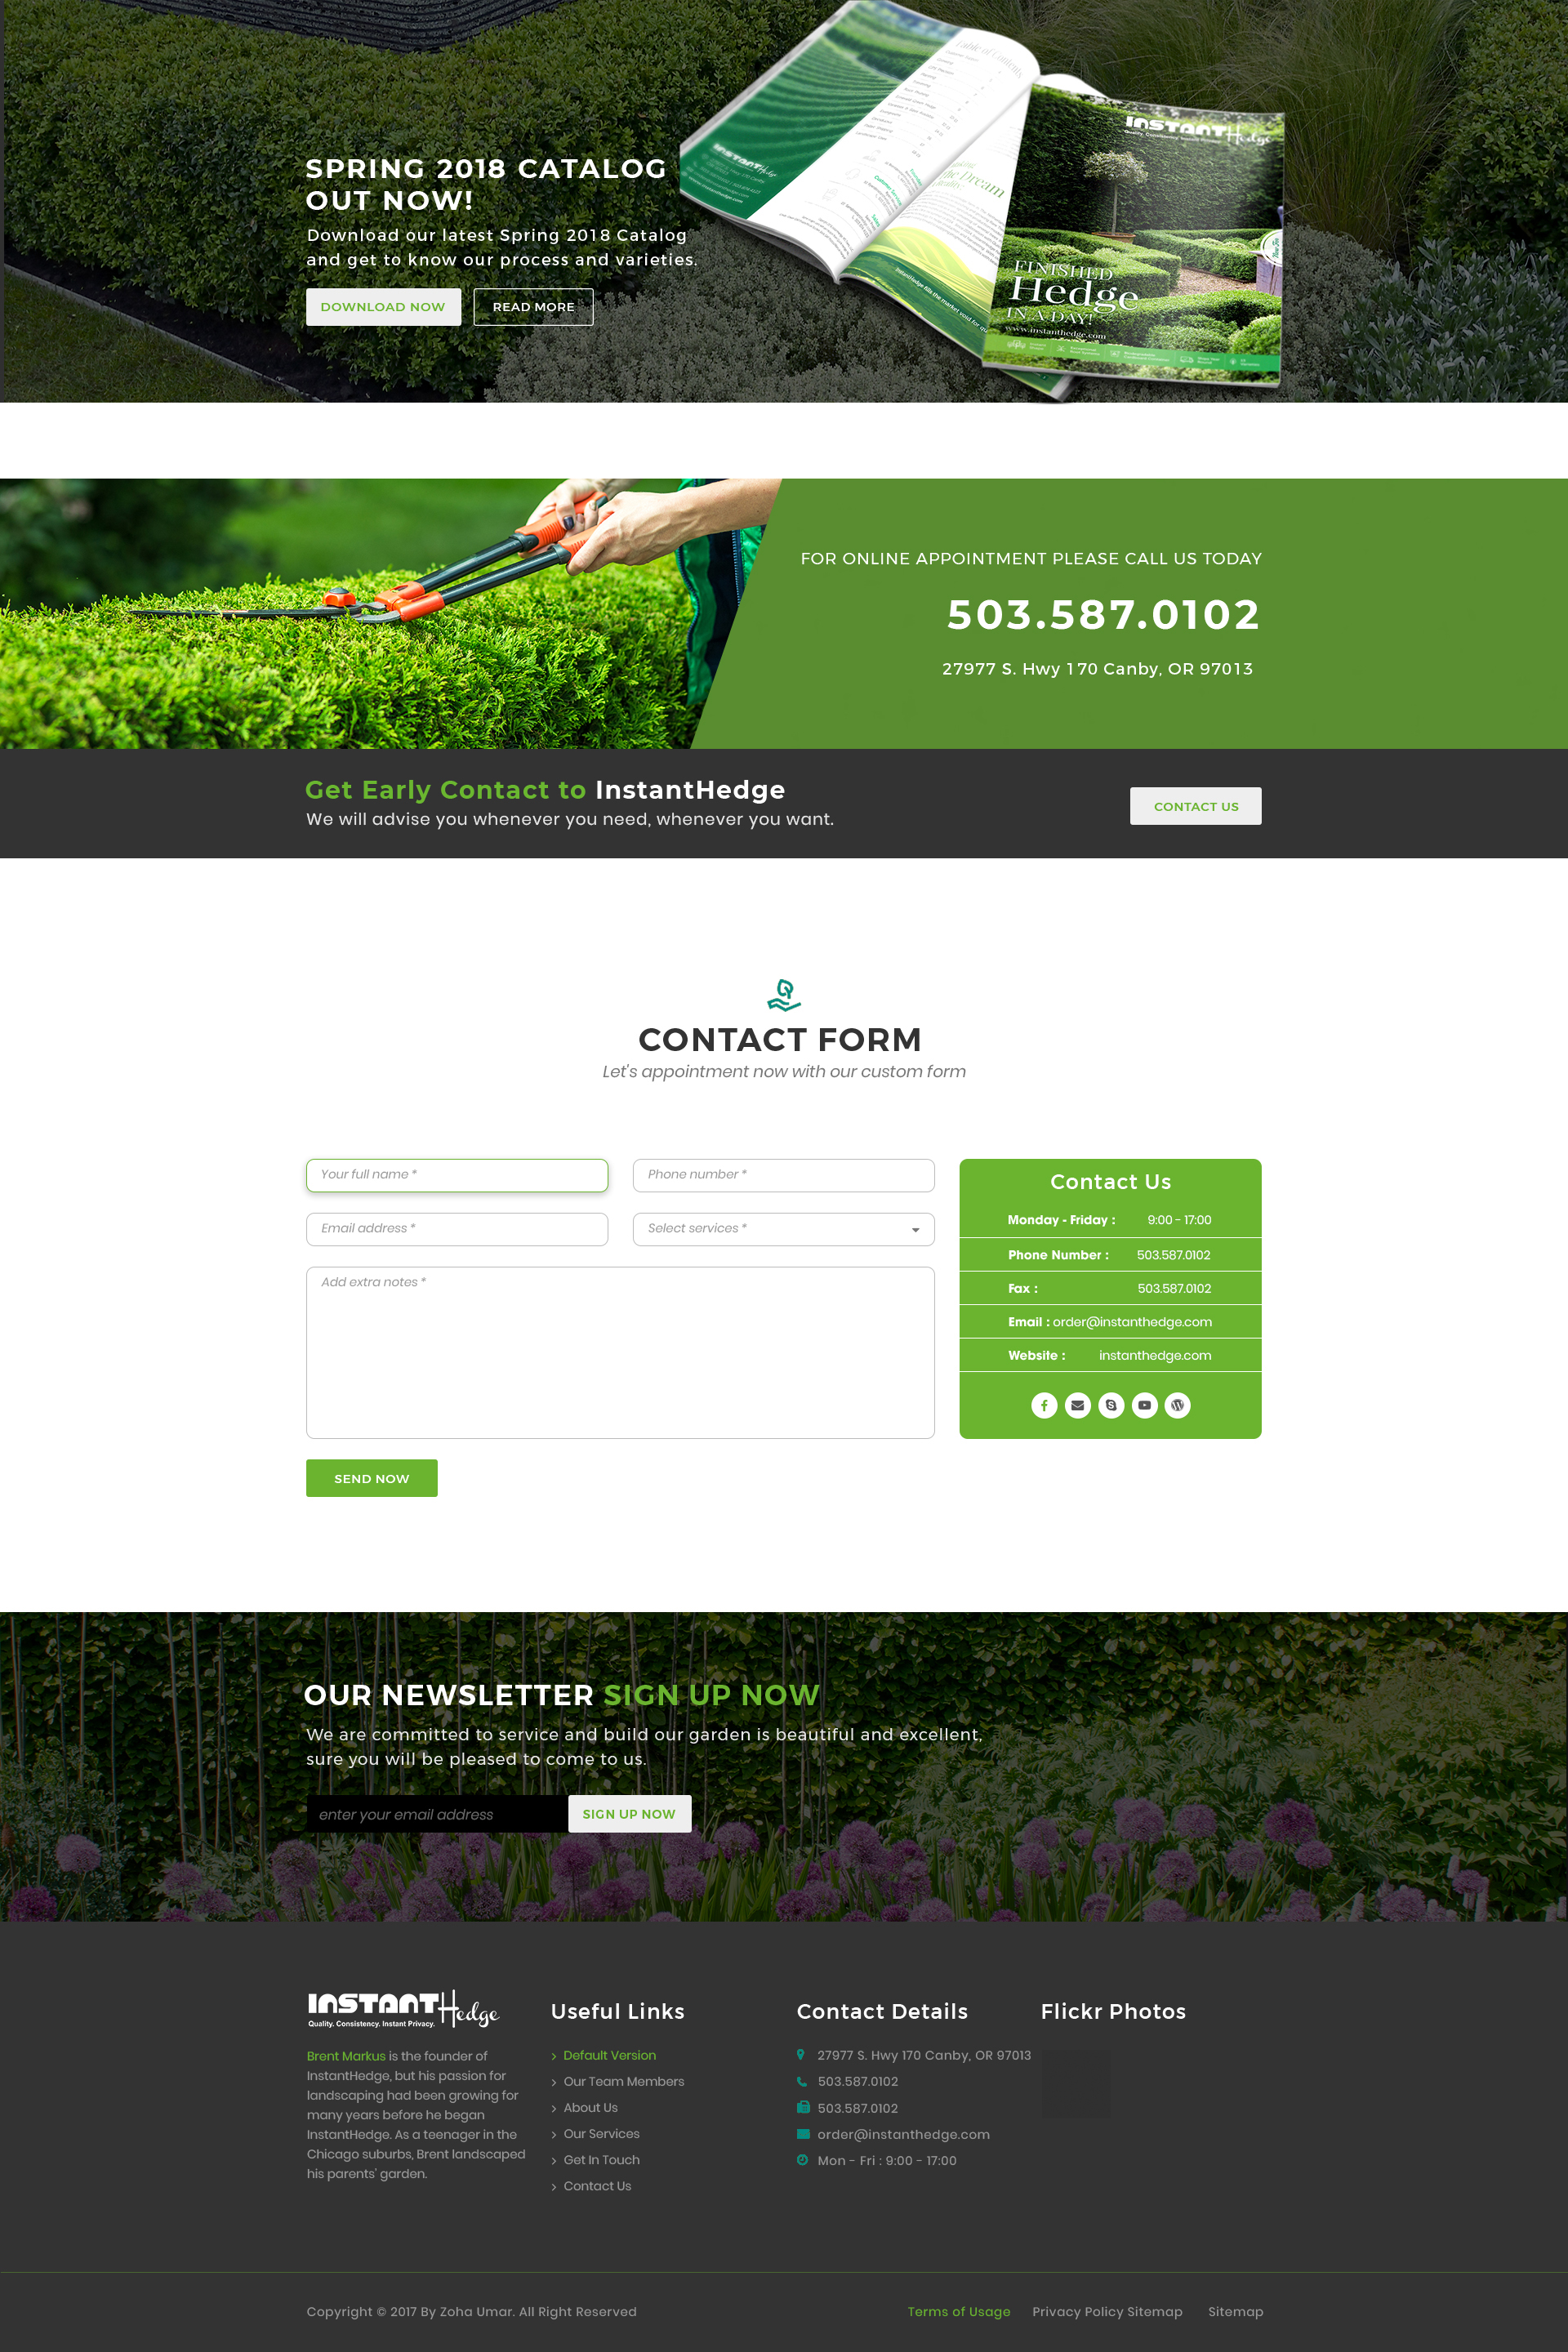 Table of Contents
INSTANTHedge
INSTANTHedge
the Dream
FINISHED
Hedge
IN A DAY!
www.instanthedge.com
SPRING 2018 CATALOG
OUT NOW!
Download our latest Spring 2018 Catalog
and get to know our process and varieties.
DOWNLOAD NOW
READ MORE
FOR ONLINE APPOINTMENT PLEASE CALL US TODAY
503.587.0102
27977 S. Hwy 170 Canby, OR 97013
Get Early Contact to InstantHedge
We will advise you whenever you need, whenever you want.
CONTACT US
CONTACT FORM
Let's appointment now with our custom form
Your full name *
Phone number *
Email address *
Select services *
Add extra notes *
SEND NOW
Contact Us
Monday - Friday : 9:00 - 17:00
Phone Number : 503.587.0102
Fax : 503.587.0102
Email : order@instanthedge.com
Website : instanthedge.com
OUR NEWSLETTER SIGN UP NOW
We are committed to service and build our garden is beautiful and excellent,
sure you will be pleased to come to us.
enter your email address
SIGN UP NOW
INSTANTHedge
Quality. Consistency. Instant Privacy.
Brent Markus is the founder of
InstantHedge, but his passion for
landscaping had been growing for
many years before he began
InstantHedge. As a teenager in the
Chicago suburbs, Brent landscaped
his parents' garden.
Useful Links
Default Version
Our Team Members
About Us
Our Services
Get In Touch
Contact Us
Contact Details
27977 S. Hwy 170 Canby, OR 97013
503.587.0102
503.587.0102
order@instanthedge.com
Mon - Fri : 9:00 - 17:00
Flickr Photos
Copyright © 2017 By Zoha Umar. All Right Reserved
Terms of Usage
Privacy Policy Sitemap
Sitemap